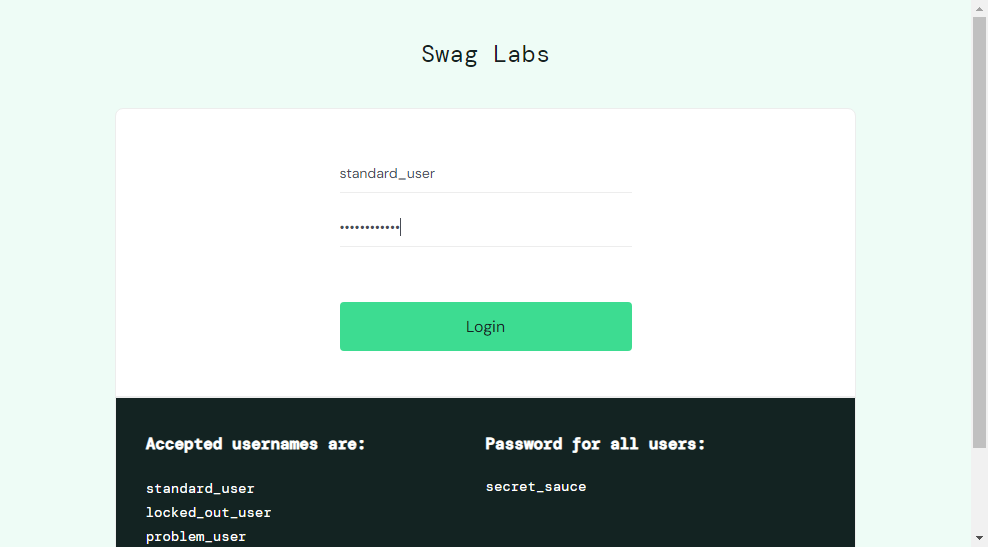 Swag Labs
standard_user
••••••••••••
Login
Accepted usernames are:
standard_user
locked_out_user
problem_user
Password for all users:
secret_sauce